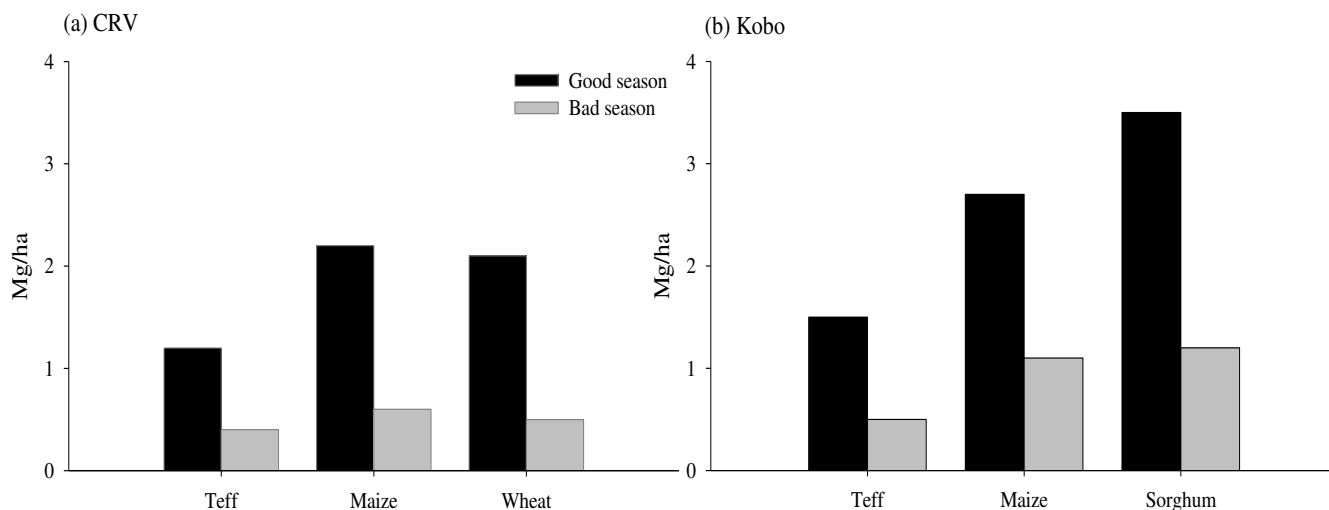 (a) CRV
4
3
2
1
0
Mg/ha
Good season
Bad season
Teff
Maize
Wheat
(b) Kobo
4
3
2
1
0
Mg/ha
Teff
Maize
Sorghum